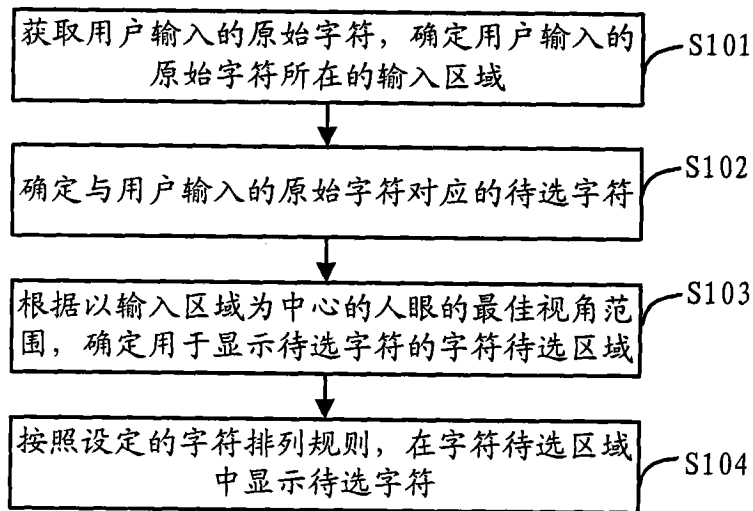 获取用户输入的原始字符，确定用户输入的
原始字符所在的输入区域
S101
确定与用户输入的原始字符对应的待选字符
S102
根据以输入区域为中心的人眼的最佳视角范
围，确定用于显示待选字符的字符待选区域
S103
按照设定的字符排列规则，在字符待选区域
中显示待选字符
S104